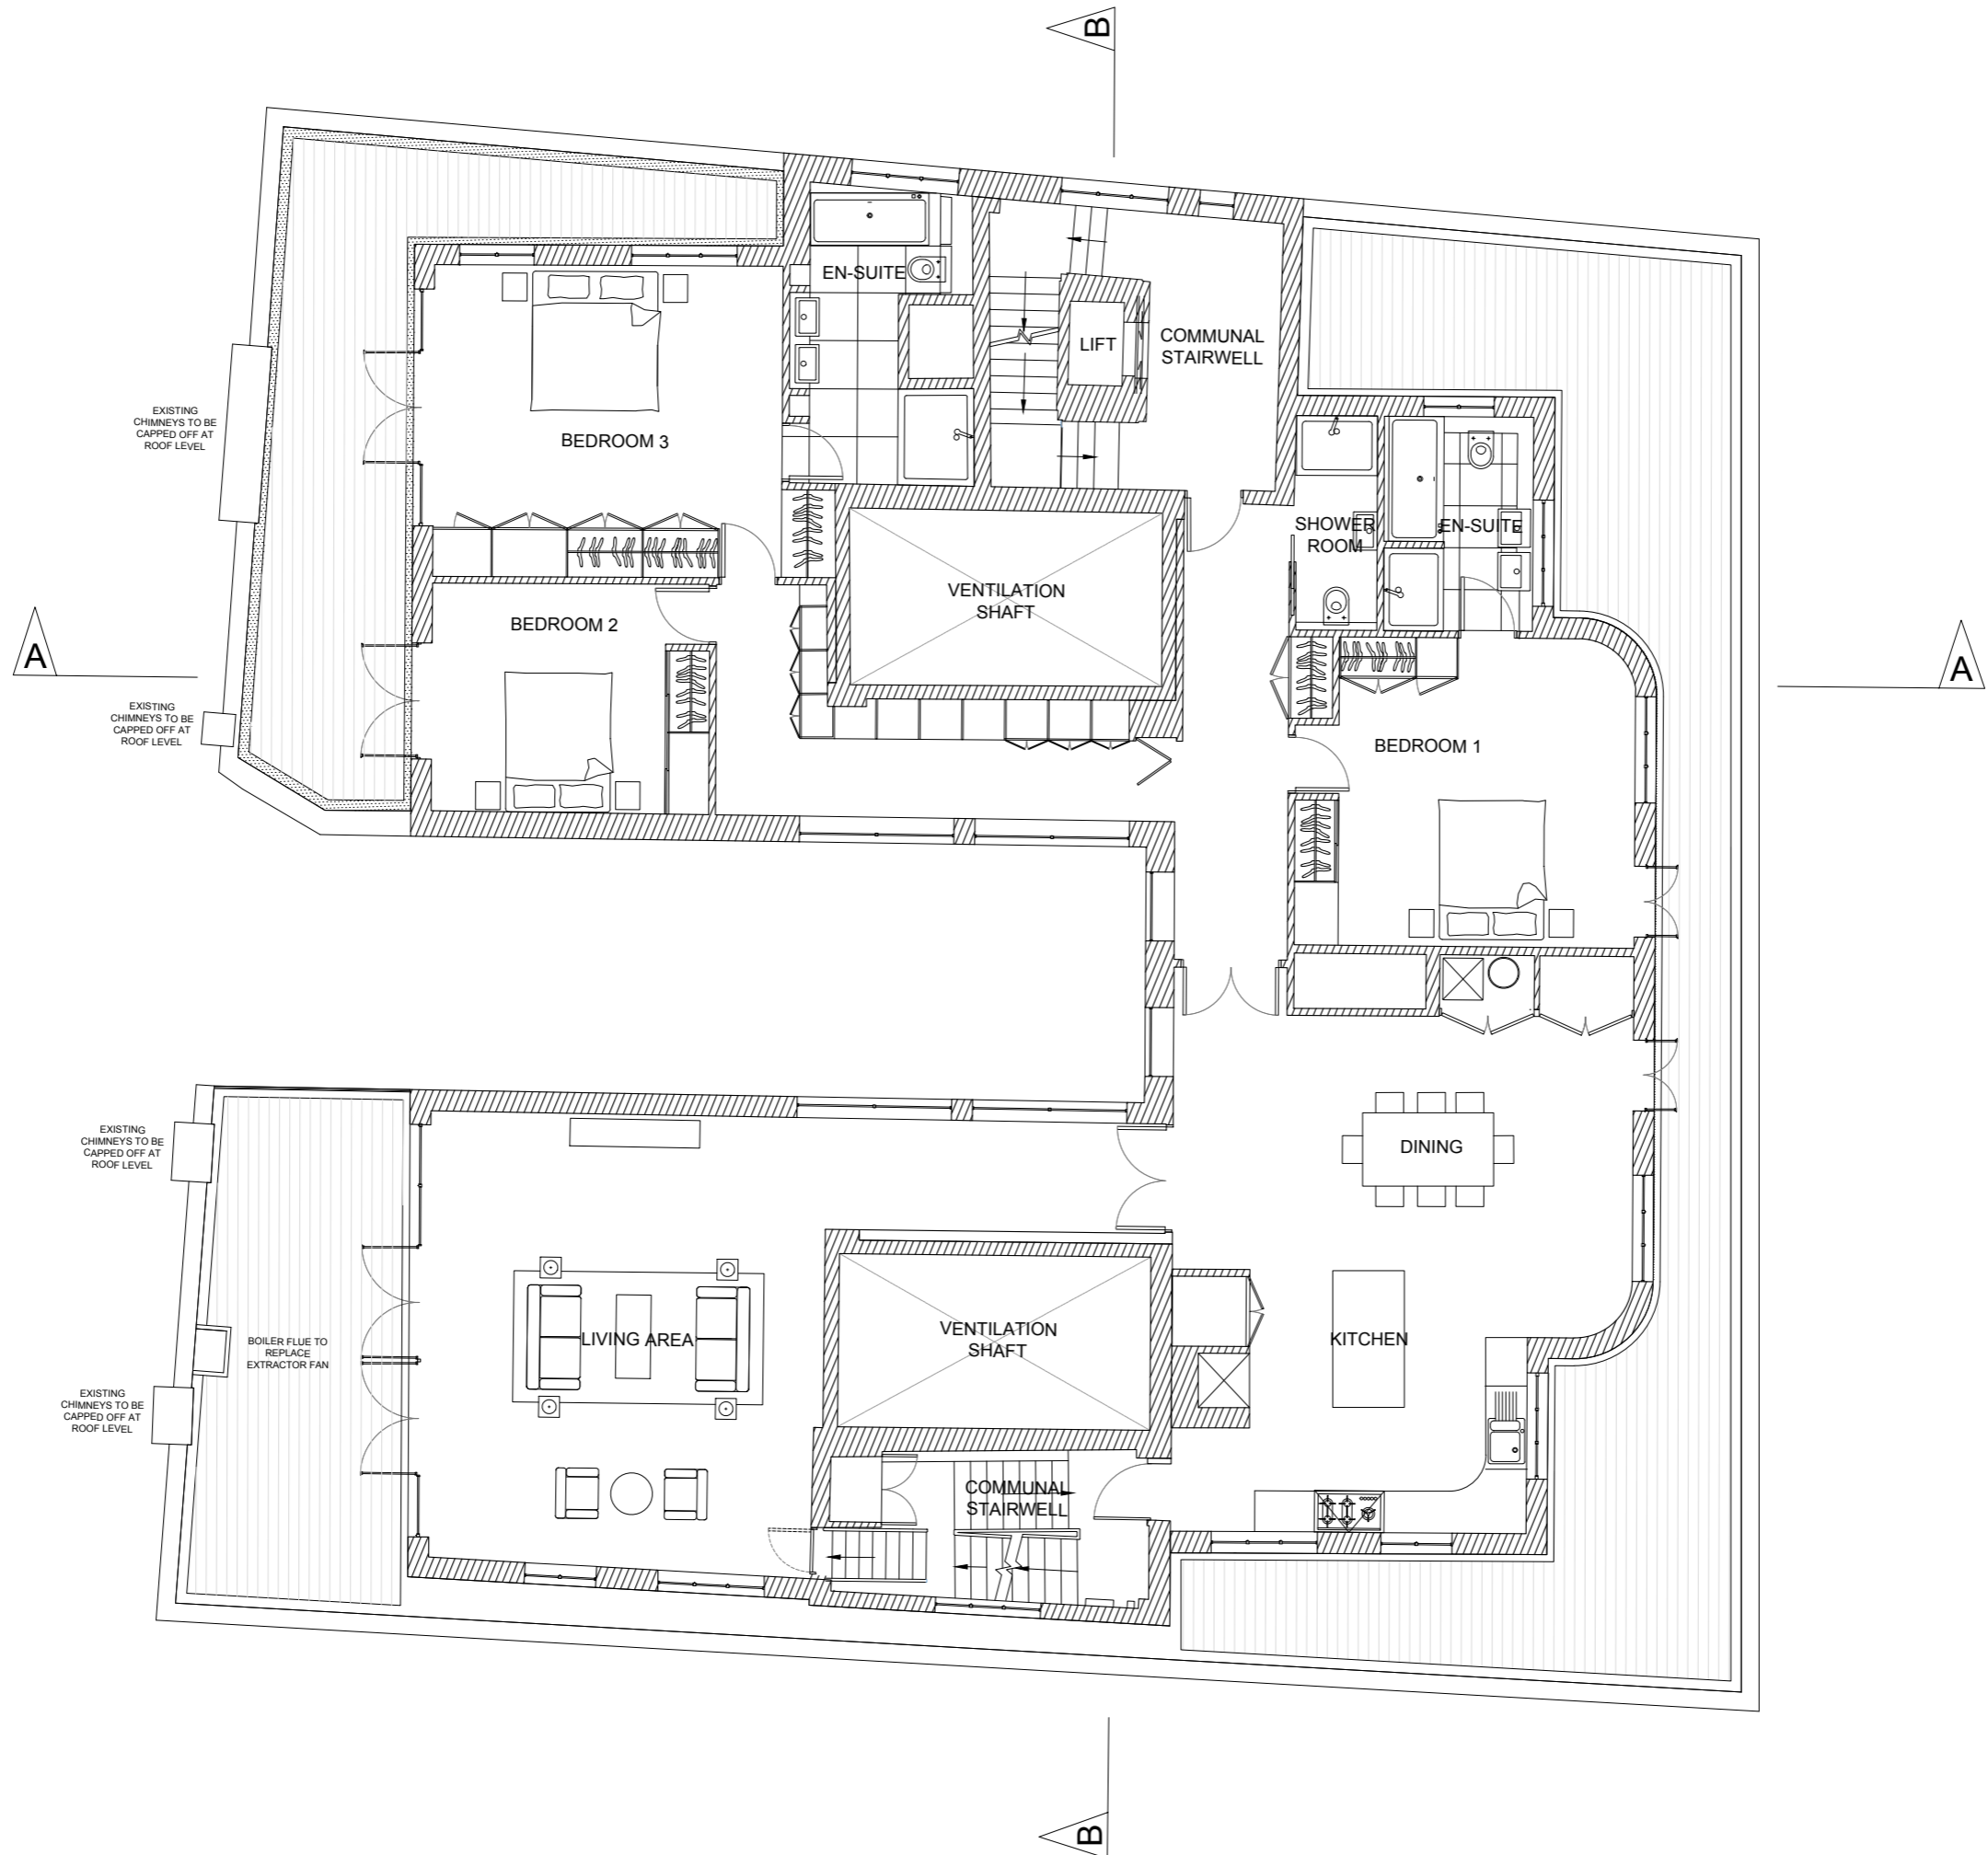 B
EN-SUITE
LIFT
COMMUNAL
STAIRWELL
EXISTING
CHIMNEYS TO BE
CAPPED OFF AT
ROOF LEVEL
BEDROOM 3
SHOWER
ROOM
EN-SUITE
VENTILATION
SHAFT
BEDROOM 2
A
A
EXISTING
CHIMNEYS TO BE
CAPPED OFF AT
ROOF LEVEL
BEDROOM 1
EXISTING
CHIMNEYS TO BE
CAPPED OFF AT
ROOF LEVEL
DINING
BOILER FLUE TO
REPLACE
EXTRACTOR FAN
LIVING AREA
VENTILATION
SHAFT
KITCHEN
EXISTING
CHIMNEYS TO BE
CAPPED OFF AT
ROOF LEVEL
COMMUNAL
STAIRWELL
B